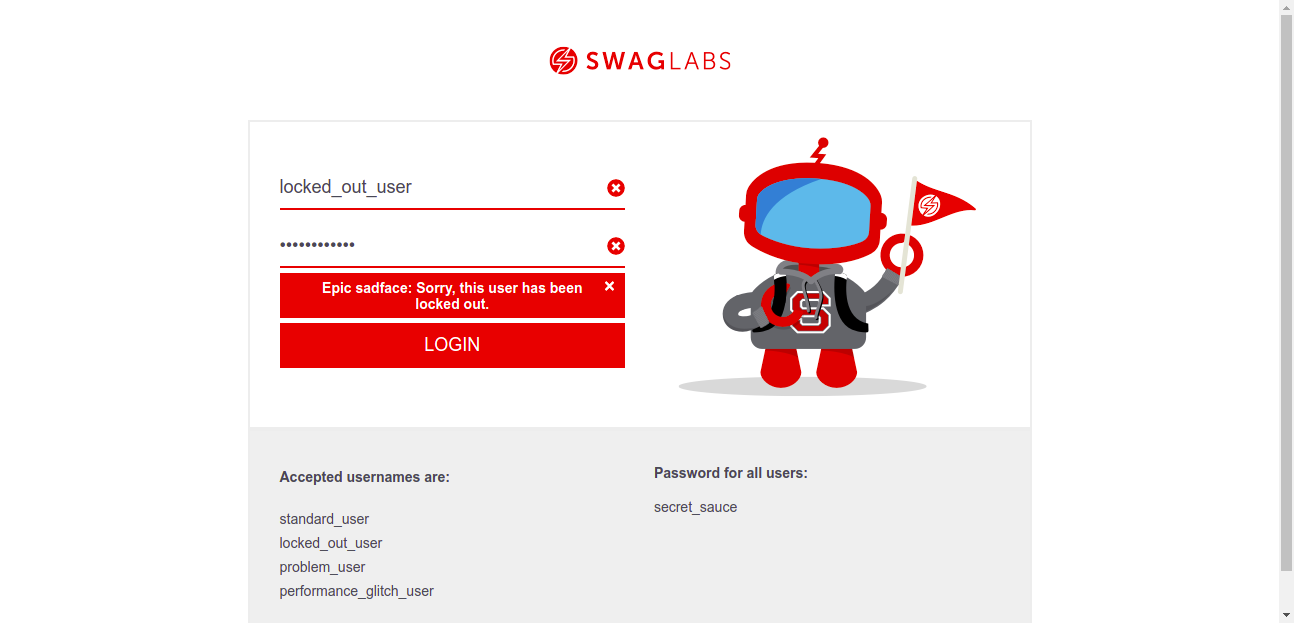 SWAGLABS
locked_out_user
••••••••••••
Epic sadface: Sorry, this user has been
locked out.
LOGIN
Accepted usernames are:
standard_user
locked_out_user
problem_user
performance_glitch_user
Password for all users:
secret_sauce